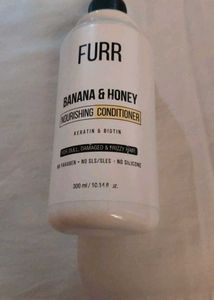 FURR
BANANA & HONEY
NOURISHING CONDITIONER
KERATIN & BIOTIN
FOR DULL, DAMAGED & FRIZZY HAIR
NO PARABEN • NO SLS/SLES • NO SILICONE
300 ml / 10.14 fl. oz.